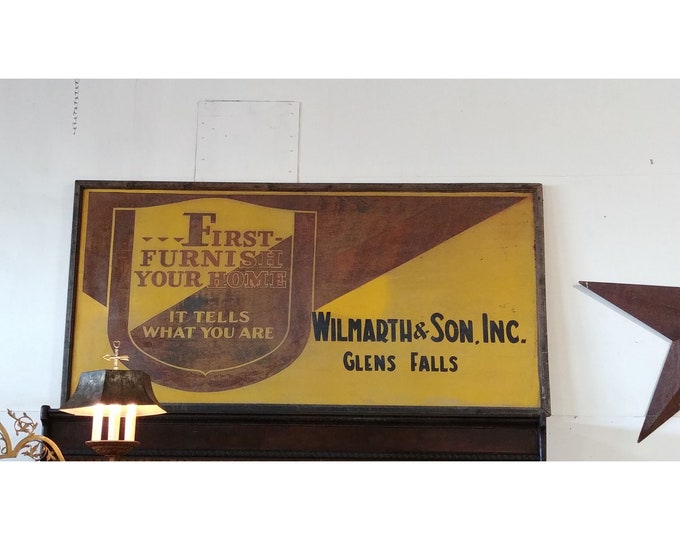 First-
FURNISH
YOUR HOME
IT TELLS
WHAT YOU ARE
WILMARTH & SON, INC.
GLENS FALLS